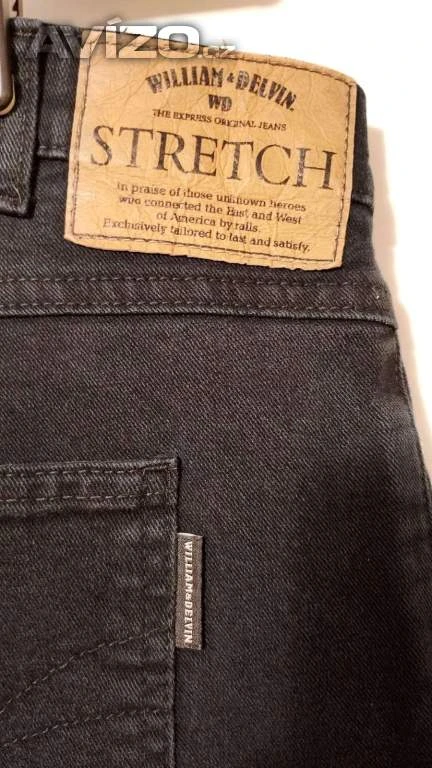 AVÍZO.cz
WILLIAM & DELVIN
WD
THE EXPRESS ORIGINAL JEANS
STRETCH
In praise of those unknown heroes
who connected the East and West
of America by rails.
Exclusively tailored to last and satisfy.
WILLIAM & DELVIN